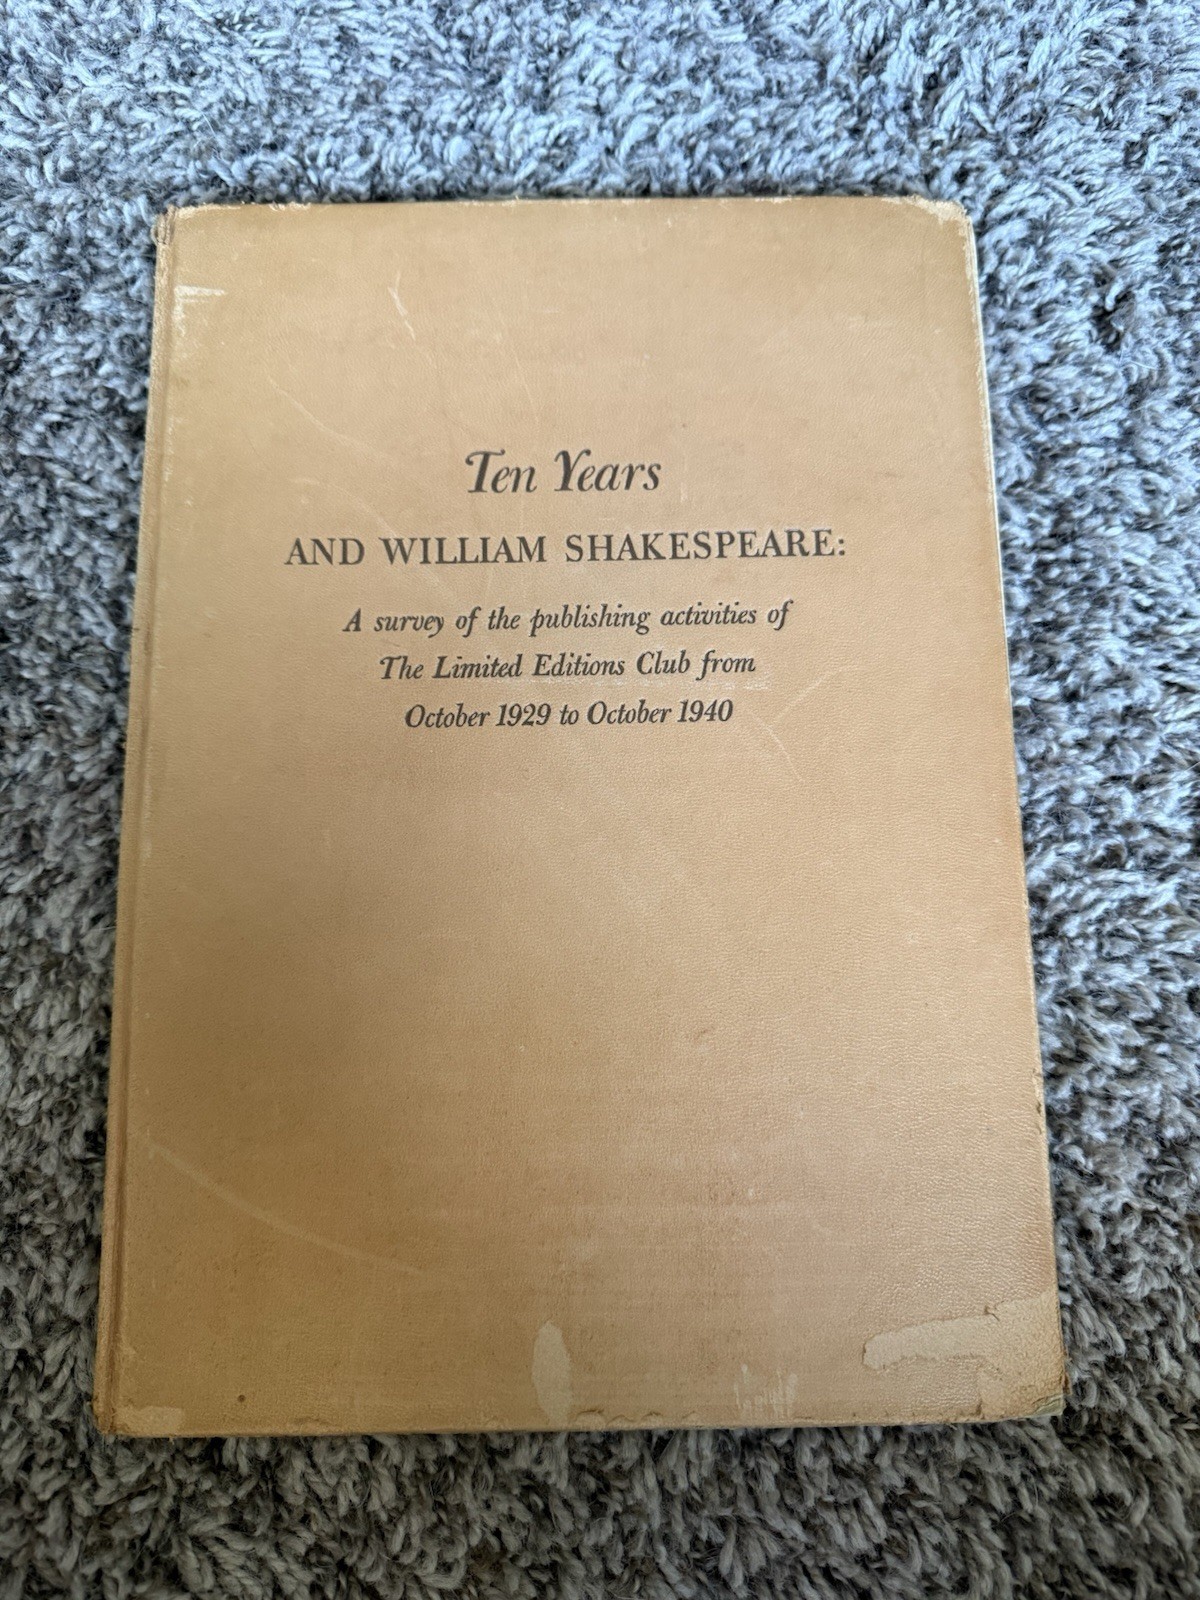 Ten Years
AND WILLIAM SHAKESPEARE:
A survey of the publishing activities of
The Limited Editions Club from
October 1929 to October 1940